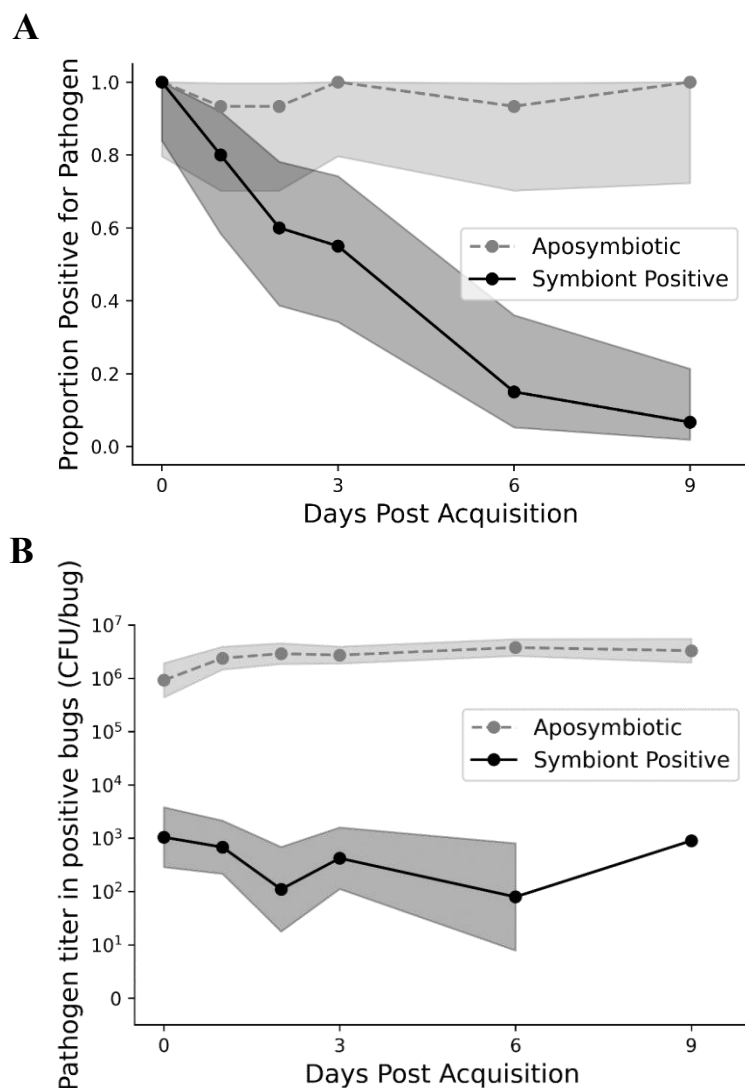 A
Proportion Positive for Pathogen
1.0
0.8
0.6
0.4
0.2
0.0
Aposymbiotic
Symbiont Positive
0 3 6 9
Days Post Acquisition
B
Pathogen titer in positive bugs (CFU/bug)
10⁷
10⁶
10⁵
10⁴
10³
10²
10¹
0
Aposymbiotic
Symbiont Positive
0 3 6 9
Days Post Acquisition